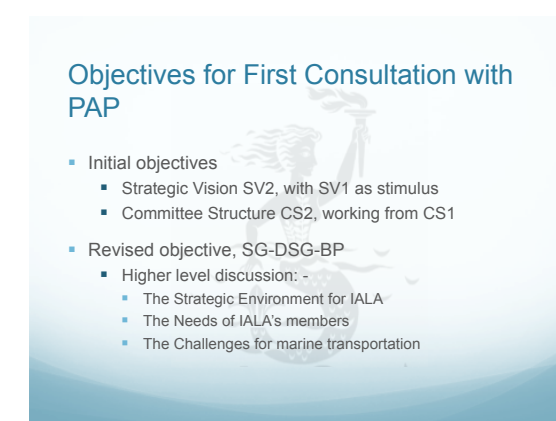 Objectives for First Consultation with
PAP
Initial objectives
Strategic Vision SV2, with SV1 as stimulus
Committee Structure CS2, working from CS1
Revised objective, SG-DSG-BP
Higher level discussion: -
The Strategic Environment for IALA
The Needs of IALA's members
The Challenges for marine transportation